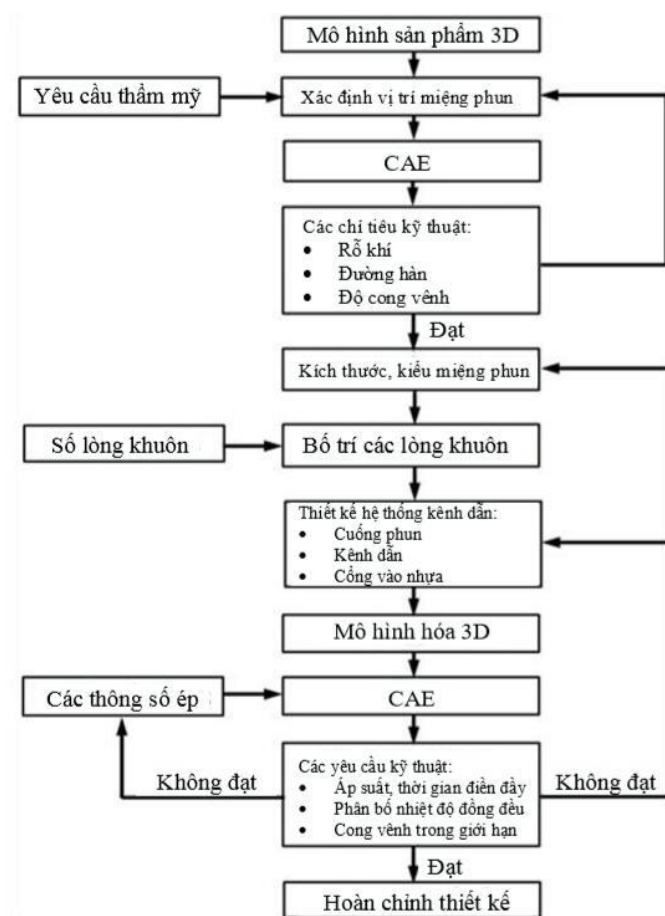 Mô hình sản phẩm 3D
Yêu cầu thẩm mỹ
Xác định vị trí miệng phun
CAE
Các chỉ tiêu kỹ thuật:
• Rỗ khí
• Đường hàn
• Độ cong vênh
Đạt
Kích thước, kiểu miệng phun
Số lòng khuôn
Bố trí các lòng khuôn
Thiết kế hệ thống kênh dẫn:
• Cuống phun
• Kênh dẫn
• Cổng vào nhựa
Mô hình hóa 3D
Các thông số ép
CAE
Không đạt
Các yêu cầu kỹ thuật:
• Áp suất, thời gian điền đầy
• Phân bố nhiệt độ đồng đều
• Cong vênh trong giới hạn
Không đạt
Đạt
Hoàn chỉnh thiết kế